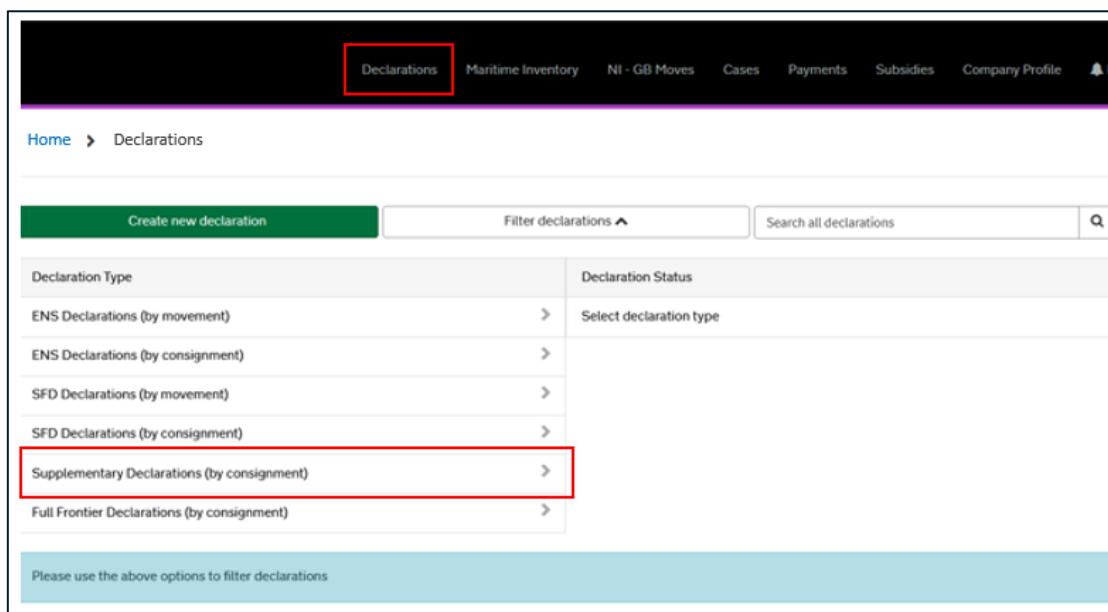 Declarations Maritime Inventory NI - GB Moves Cases Payments Subsidies Company Profile
Home > Declarations
Create new declaration Filter declarations Search all declarations
Declaration Type Declaration Status
ENS Declarations (by movement) Select declaration type
ENS Declarations (by consignment)
SFD Declarations (by movement)
SFD Declarations (by consignment)
Supplementary Declarations (by consignment)
Full Frontier Declarations (by consignment)
Please use the above options to filter declarations